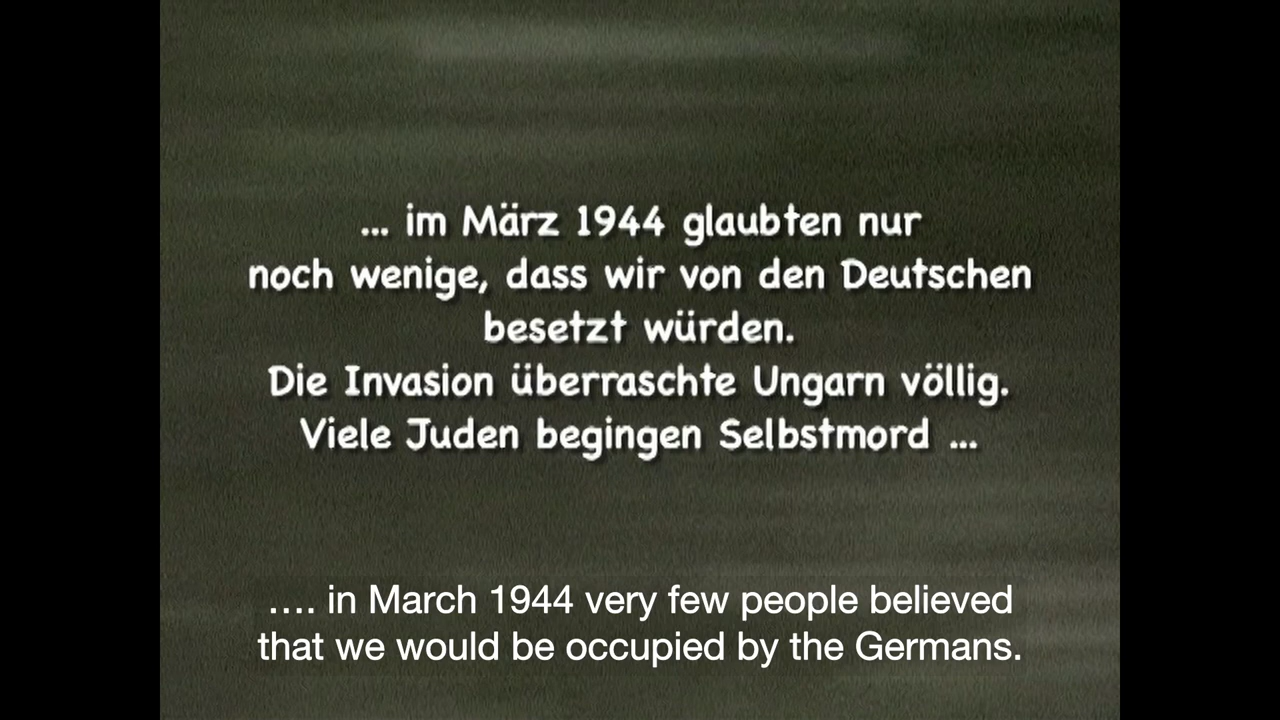 ... im März 1944 glaubten nur
noch wenige, dass wir von den Deutschen
besetzt würden.
Die Invasion überraschte Ungarn völlig.
Viele Juden begingen Selbstmord ...
…. in March 1944 very few people believed
that we would be occupied by the Germans.